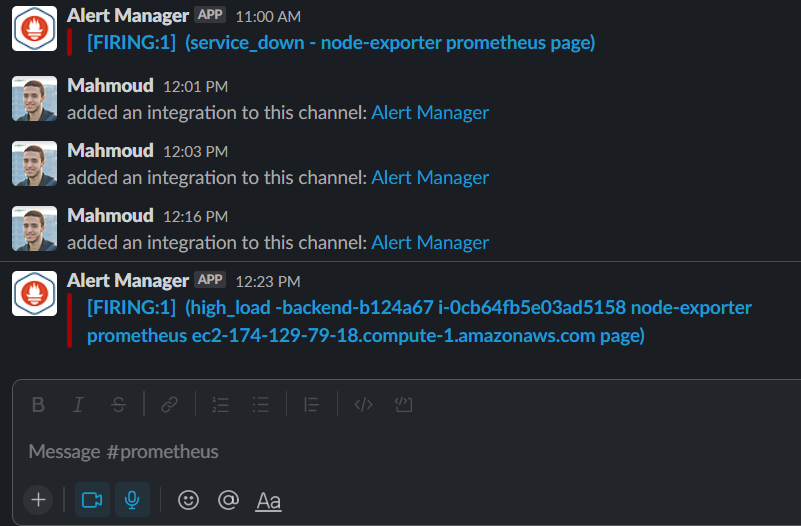 Alert Manager APP 11:00 AM
[FIRING:1] (service_down - node-exporter prometheus page)
Mahmoud 12:01 PM
added an integration to this channel: Alert Manager
Mahmoud 12:03 PM
added an integration to this channel: Alert Manager
Mahmoud 12:16 PM
added an integration to this channel: Alert Manager
Alert Manager APP 12:23 PM
[FIRING:1] (high_load -backend-b124a67 i-0cb64fb5e03ad5158 node-exporter
prometheus ec2-174-129-79-18.compute-1.amazonaws.com page)
B I S
Message #prometheus
Aa